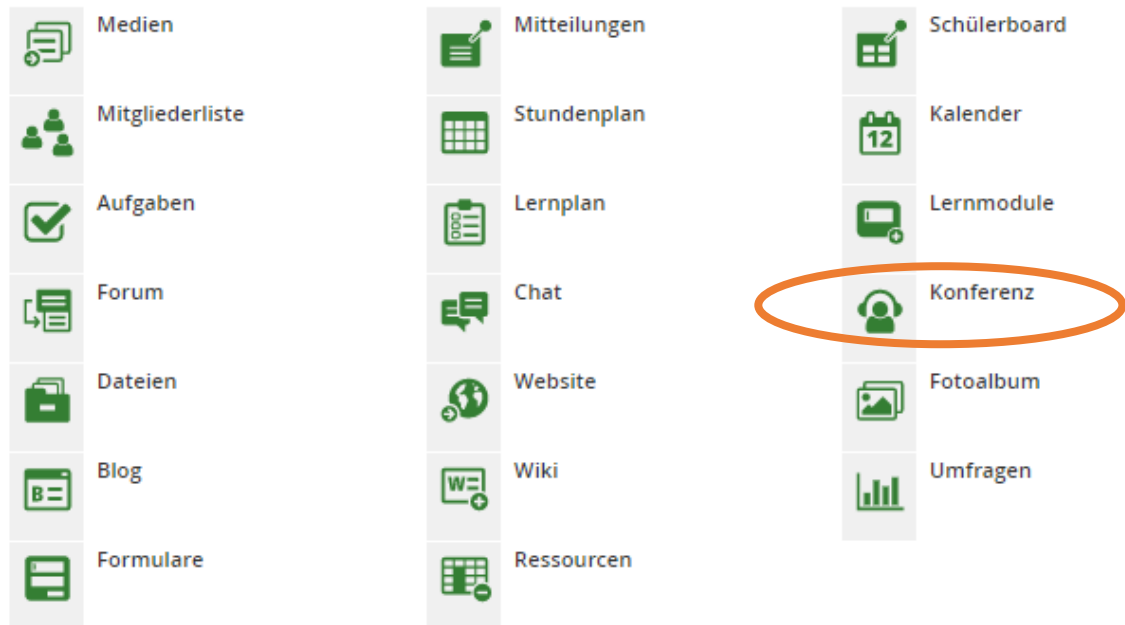 Medien
Mitteilungen
Schülerboard
Mitgliederliste
Stundenplan
Kalender
12
Aufgaben
Lernplan
Lernmodule
Forum
Chat
Konferenz
Dateien
Website
Fotoalbum
B
Blog
W
Wiki
Umfragen
Formulare
Ressourcen